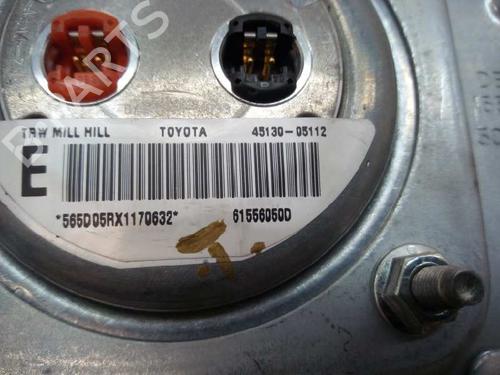 TRW MILL HILL TOYOTA 45130-05112
E
*565D05RX1170632* 61556050D